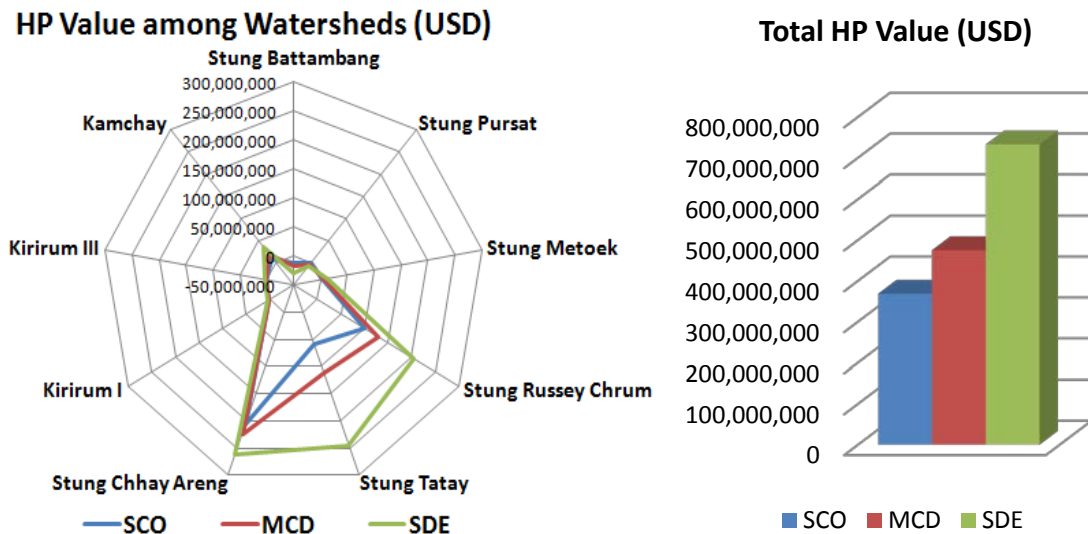 HP Value among Watersheds (USD)
Stung Battambang
300,000,000
250,000,000
200,000,000
150,000,000
100,000,000
50,000,000
0
-50,000,000
Stung Pursat
Stung Metoek
Stung Russey Chrum
Stung Tatay
Stung Chhay Areng
Kirirum I
Kirirum III
Kamchay
SCO MCD SDE
Total HP Value (USD)
800,000,000
700,000,000
600,000,000
500,000,000
400,000,000
300,000,000
200,000,000
100,000,000
0
SCO MCD SDE